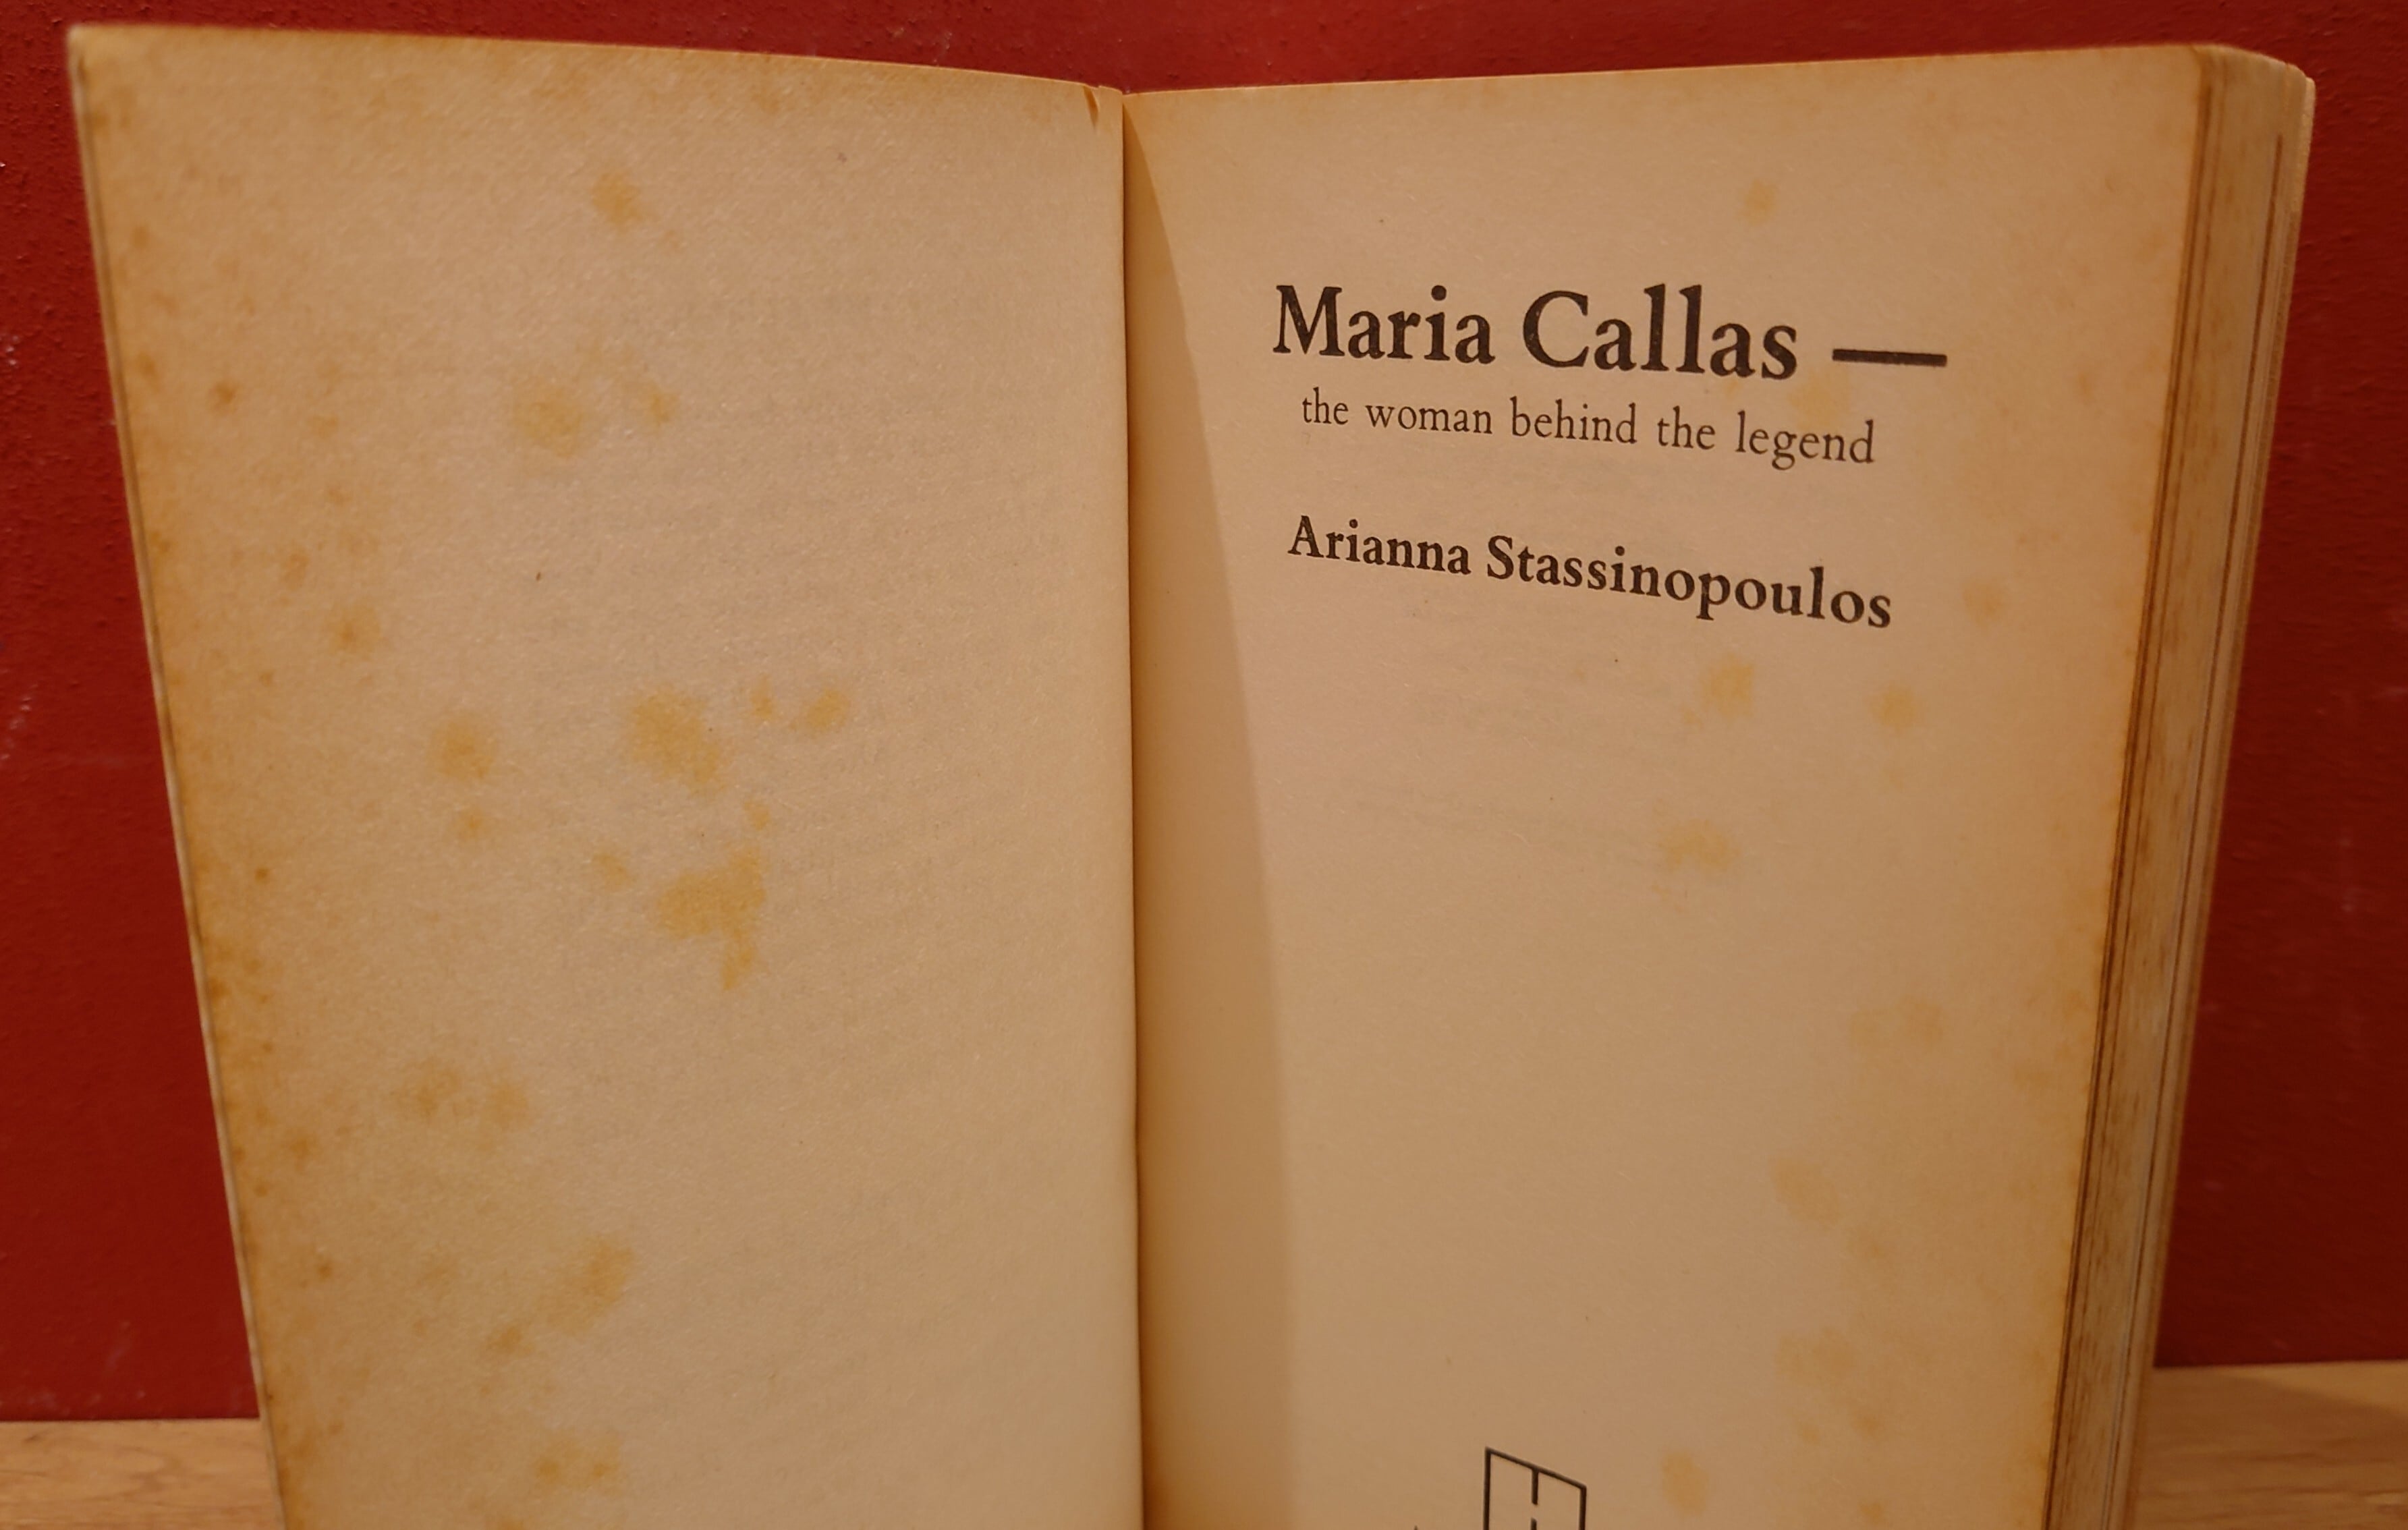 Maria Callas —
the woman behind the legend
Arianna Stassinopoulos